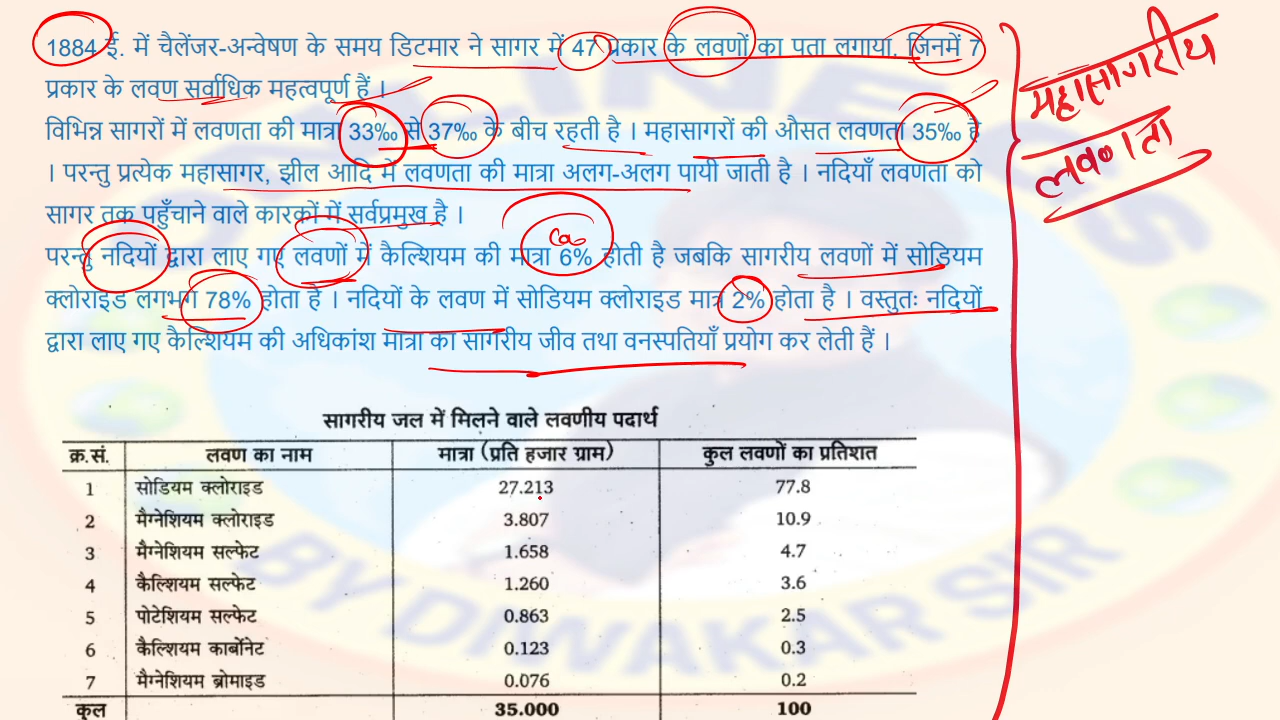 1884 ई. में चैलेंजर-अन्वेषण के समय डिटमार ने सागर में 47 प्रकार के लवणों का पता लगाया, जिनमें 7
प्रकार के लवण सर्वाधिक महत्वपूर्ण हैं ।
विभिन्न सागरों में लवणता की मात्रा 33‰ से 37‰ के बीच रहती है । महासागरों की औसत लवणता 35‰ है
। परन्तु प्रत्येक महासागर, झील आदि में लवणता की मात्रा अलग-अलग पायी जाती है । नदियाँ लवणता को
सागर तक पहुँचाने वाले कारकों में सर्वप्रमुख है ।
परन्तु नदियों द्वारा लाए गए लवणों में कैल्शियम की मात्रा 6% होती है जबकि सागरीय लवणों में सोडियम
क्लोराइड लगभग 78% होता है । नदियों के लवण में सोडियम क्लोराइड मात्र 2% होता है । वस्तुतः नदियों
द्वारा लाए गए कैल्शियम की अधिकांश मात्रा का सागरीय जीव तथा वनस्पतियाँ प्रयोग कर लेती हैं ।
महासागरीय
लवणता
सागरीय जल में मिलने वाले लवणीय पदार्थ
क्र.सं. लवण का नाम मात्रा (प्रति हजार ग्राम) कुल लवणों का प्रतिशत
1 सोडियम क्लोराइड 27.213 77.8
2 मैग्नेशियम क्लोराइड 3.807 10.9
3 मैग्नेशियम सल्फेट 1.658 4.7
4 कैल्शियम सल्फेट 1.260 3.6
5 पोटेशियम सल्फेट 0.863 2.5
6 कैल्शियम कार्बोनेट 0.123 0.3
7 मैग्नेशियम ब्रोमाइड 0.076 0.2
कुल 35.000 100
BY DIWAKAR SIR